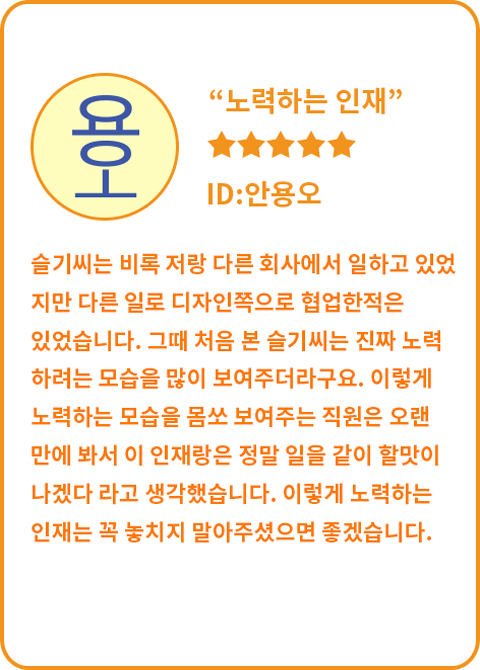 용
오
“노력하는 인재”
★★★★★
ID:안용오
슬기씨는 비록 저랑 다른 회사에서 일하고 있었
지만 다른 일로 디자인쪽으로 협업한적은
있었습니다. 그때 처음 본 슬기씨는 진짜 노력
하려는 모습을 많이 보여주더라구요. 이렇게
노력하는 모습을 몸쏘 보여주는 직원은 오랜
만에 봐서 이 인재랑은 정말 일을 같이 할맛이
나겠다 라고 생각했습니다. 이렇게 노력하는
인재는 꼭 놓치지 말아주셨으면 좋겠습니다.